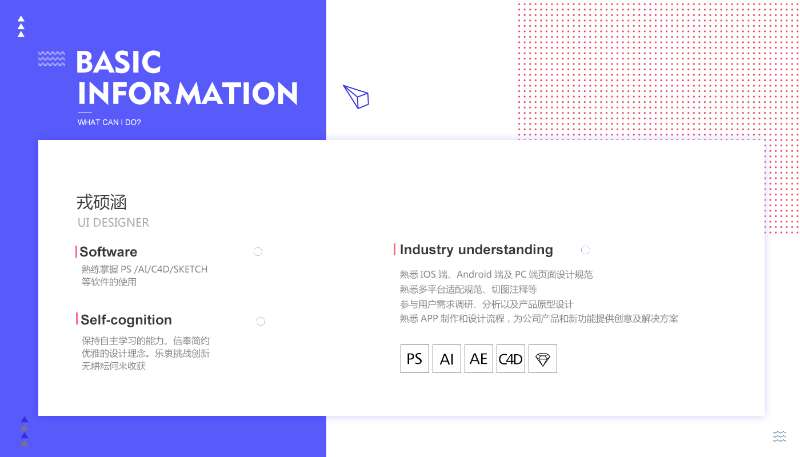 BASIC
INFORMATION
WHAT CAN I DO?
戎硕涵
UI DESIGNER
Software
熟练掌握 PS /AI/C4D/SKETCH
等软件的使用
Self-cognition
保持自主学习的能力。信奉简约
优雅的设计理念。乐衷挑战创新
无耕耘何来收获
Industry understanding
熟悉 IOS 端、Android 端及 PC 端页面设计规范
熟悉多平台适配规范、切图注释等
参与用户需求调研、分析以及产品原型设计
熟悉 APP 制作和设计流程，为公司产品和新功能提供创意及解决方案
PS AI AE C4D